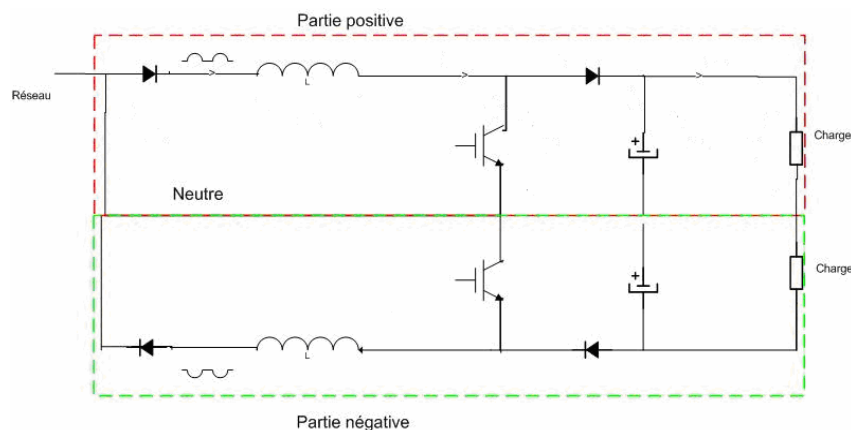 Partie positive
Réseau
L
+
Charge
Neutre
+
Charge
L
Partie négative